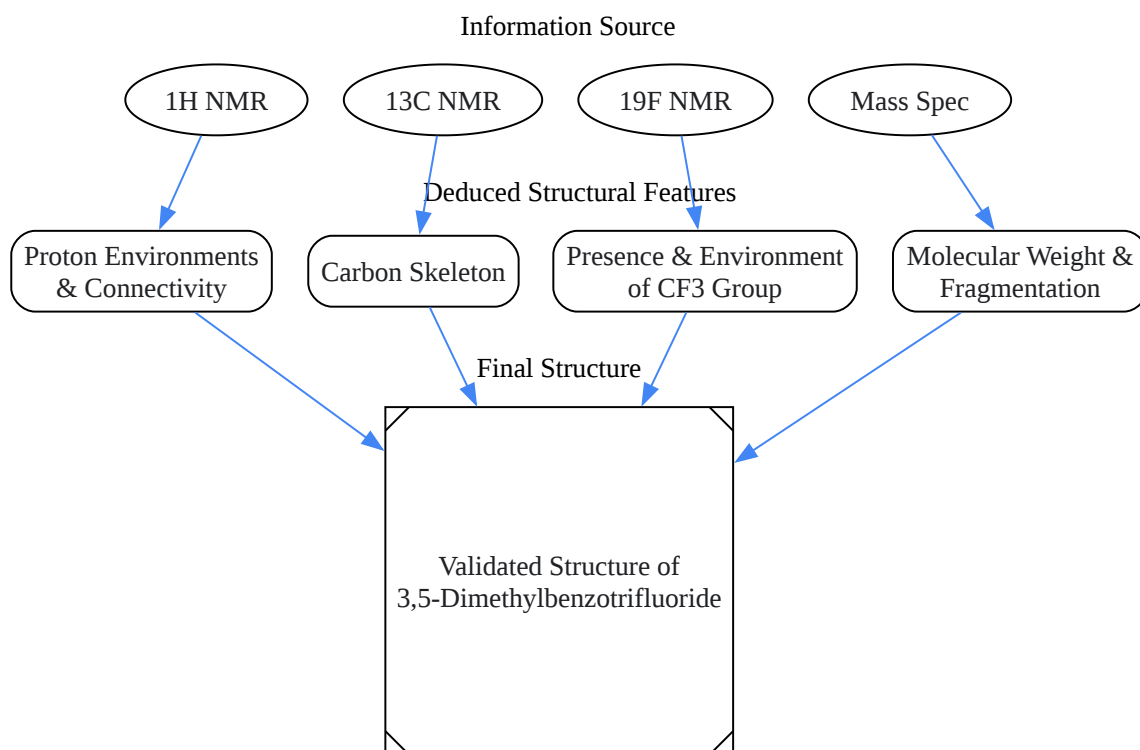 Information Source
1H NMR
13C NMR
19F NMR
Mass Spec
Deduced Structural Features
Proton Environments
& Connectivity
Carbon Skeleton
Presence & Environment
of CF3 Group
Molecular Weight &
Fragmentation
Final Structure
Validated Structure of
3,5-Dimethylbenzotrifluoride